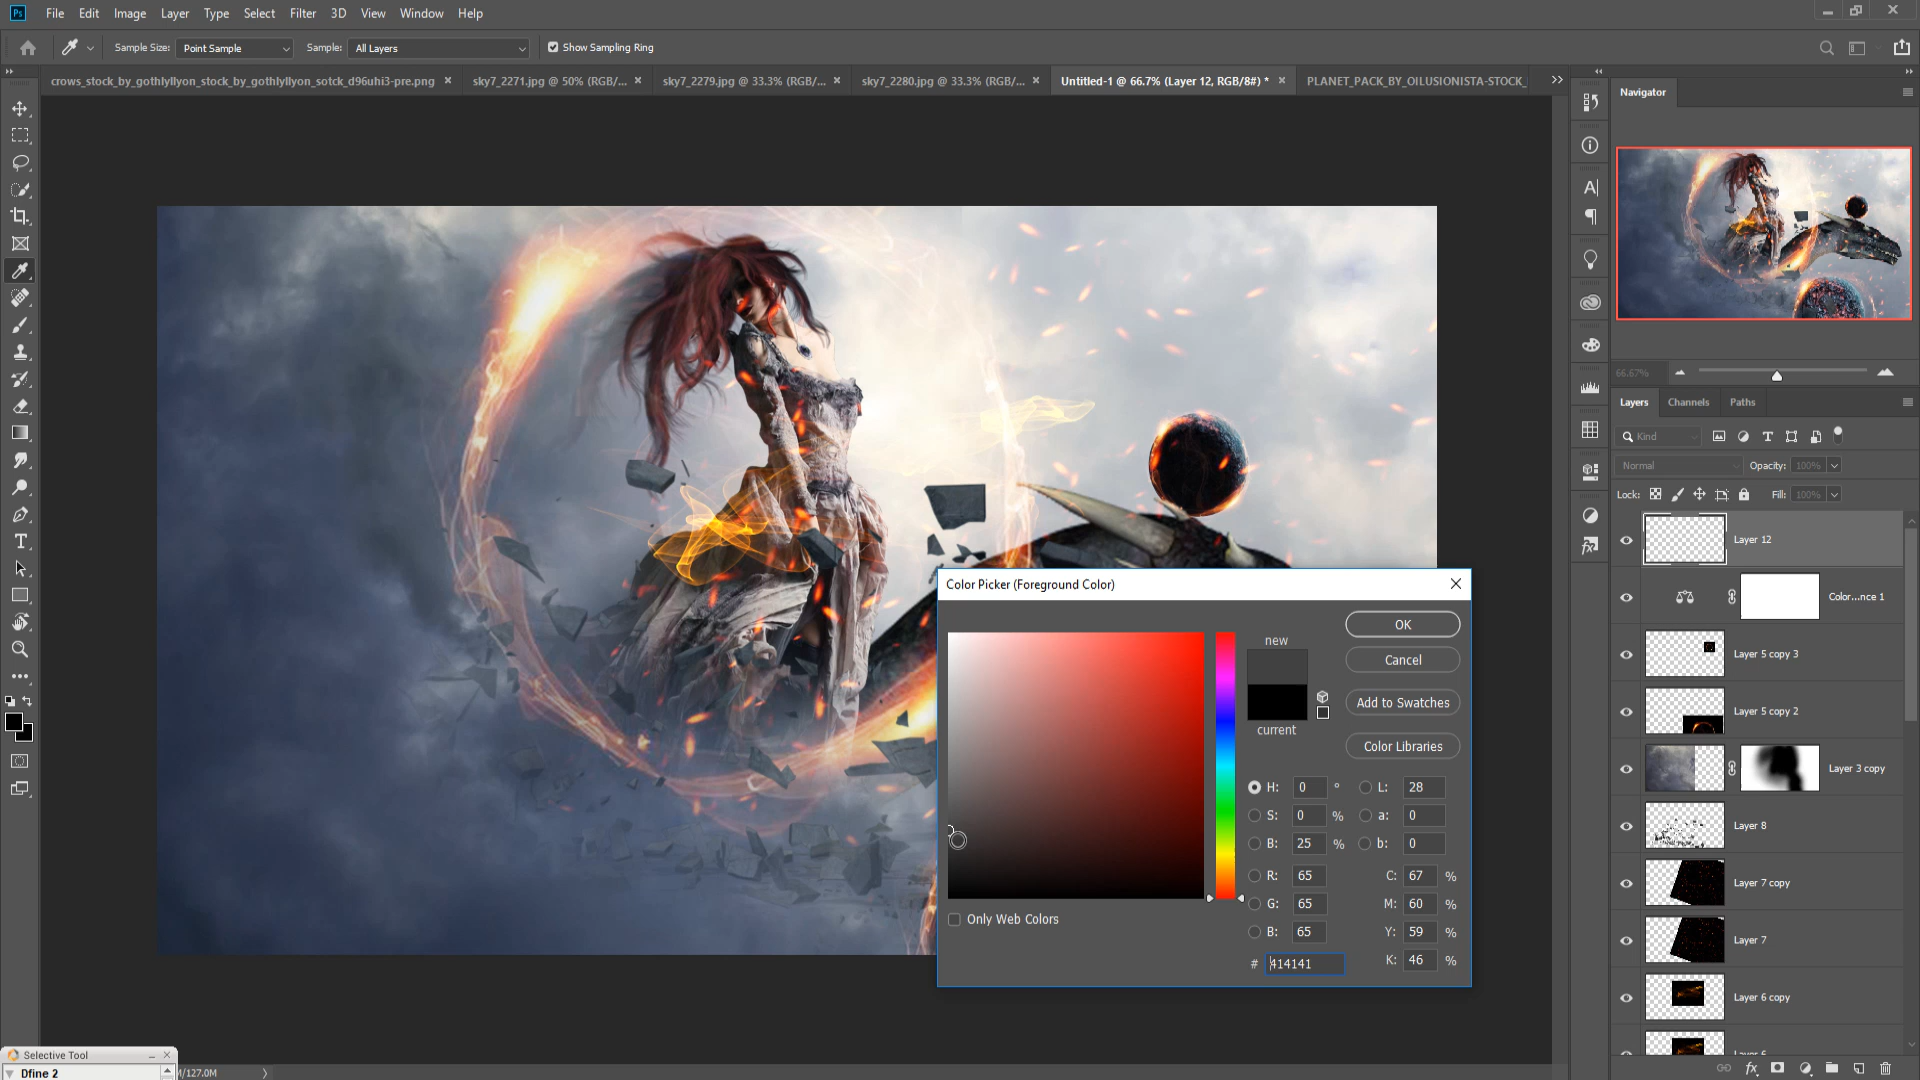 Ps File Edit Image Layer Type Select Filter 3D View Window Help
Sample Size: Point Sample Sample: All Layers Show Sampling Ring
crows_stock_by_gothlyllyon_stock_by_gothlyllyon_sotck_d96uhi3-pre.png × sky7_2271.jpg @ 50% (RGB/... × sky7_2279.jpg @ 33.3% (RGB/... × sky7_2280.jpg @ 33.3% (RGB/... × Untitled-1 @ 66.7% (Layer 12, RGB/8#) * × PLANET_PACK_BY_OILUSIONISTA-STOCK_
Navigator
66.67%
Layers Channels Paths
Kind
Normal Opacity: 100%
Lock: Fill: 100%
Layer 12
Color...nce 1
Layer 5 copy 3
Layer 5 copy 2
Layer 3 copy
Layer 8
Layer 7 copy
Layer 7
Layer 6 copy
Color Picker (Foreground Color)
new
current
OK
Cancel
Add to Swatches
Color Libraries
H: 0 ° L: 28
S: 0 % a: 0
B: 25 % b: 0
R: 65 C: 67 %
G: 65 M: 60 %
B: 65 Y: 59 %
# 414141 K: 46 %
Only Web Colors
Selective Tool
Dfine 2
/127.0M